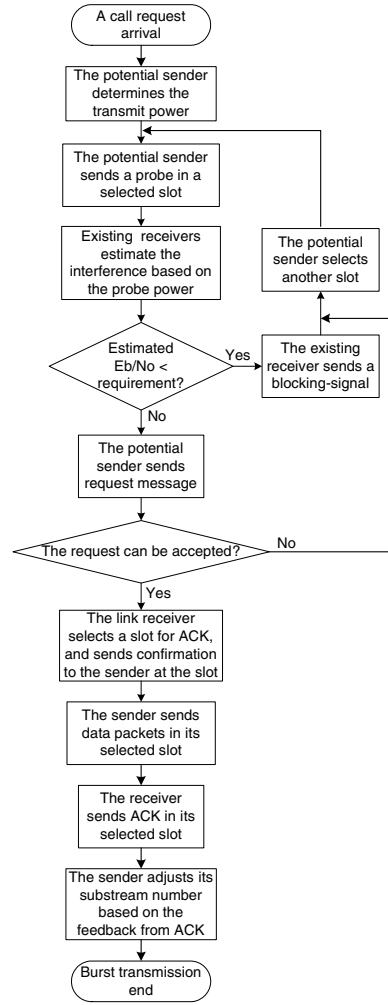 A call request
arrival
The potential sender
determines the
transmit power
The potential sender
sends a probe in a
selected slot
Existing receivers
estimate the
interference based on
the probe power
The potential
sender selects
another slot
Estimated
Eb/No <
requirement?
Yes
The existing
receiver sends a
blocking-signal
No
The potential
sender sends
request message
The request can be accepted?
No
Yes
The link receiver
selects a slot for ACK,
and sends confirmation
to the sender at the slot
The sender sends
data packets in its
selected slot
The receiver
sends ACK in its
selected slot
The sender adjusts its
substream number
based on the
feedback from ACK
Burst transmission
end